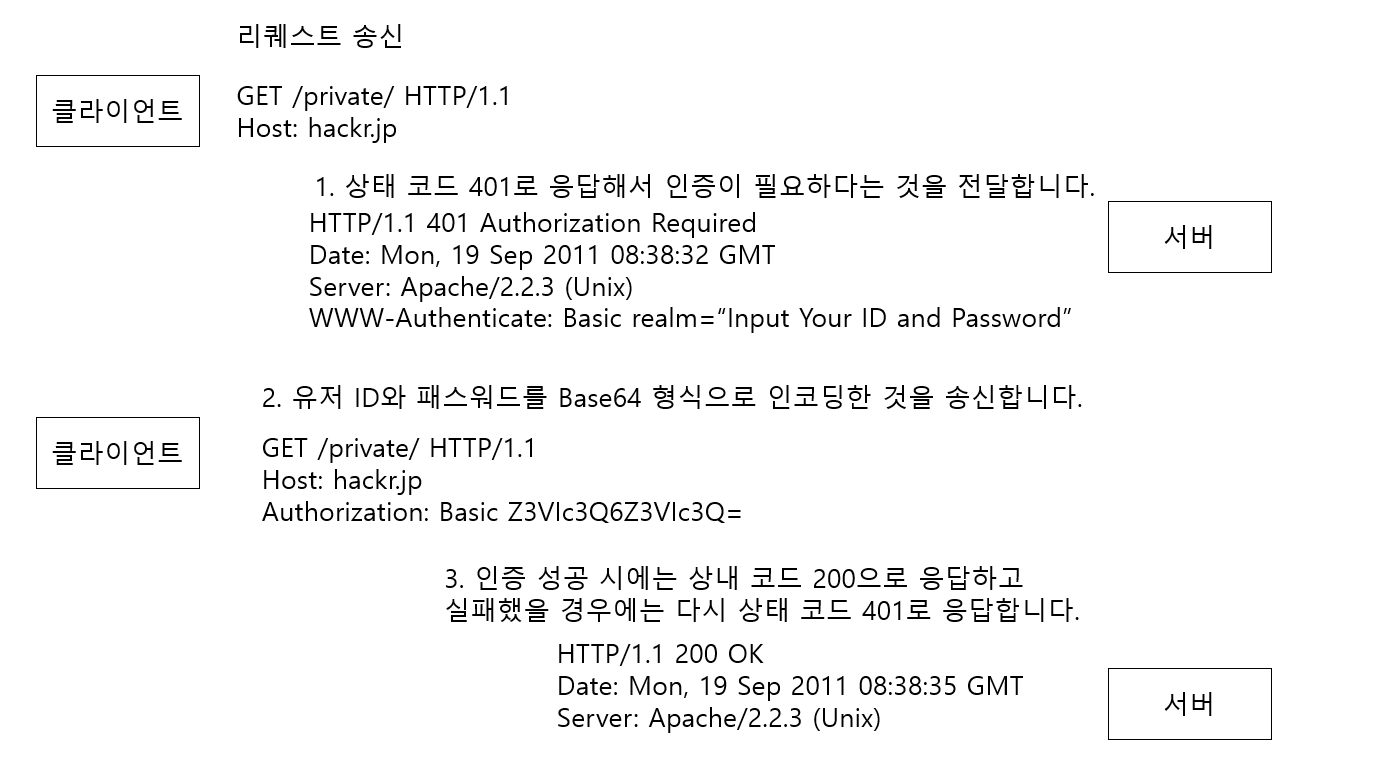 리퀘스트 송신
클라이언트
GET /private/ HTTP/1.1
Host: hackr.jp
1. 상태 코드 401로 응답해서 인증이 필요하다는 것을 전달합니다.
HTTP/1.1 401 Authorization Required
Date: Mon, 19 Sep 2011 08:38:32 GMT
Server: Apache/2.2.3 (Unix)
WWW-Authenticate: Basic realm=“Input Your ID and Password”
서버
2. 유저 ID와 패스워드를 Base64 형식으로 인코딩한 것을 송신합니다.
클라이언트
GET /private/ HTTP/1.1
Host: hackr.jp
Authorization: Basic Z3VIc3Q6Z3VIc3Q=
3. 인증 성공 시에는 상내 코드 200으로 응답하고
실패했을 경우에는 다시 상태 코드 401로 응답합니다.
HTTP/1.1 200 OK
Date: Mon, 19 Sep 2011 08:38:35 GMT
Server: Apache/2.2.3 (Unix)
서버